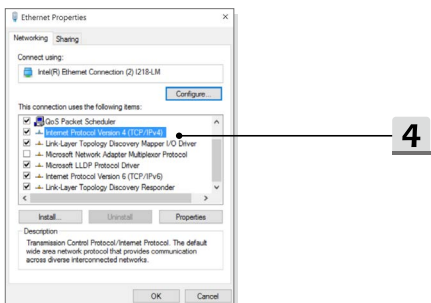 Ethernet Properties
Networking Sharing
Connect using:
Intel(R) Ethernet Connection (2) I218-LM
Configure...
This connection uses the following items:
QoS Packet Scheduler
Internet Protocol Version 4 (TCP/IPv4)
Link-Layer Topology Discovery Mapper I/O Driver
Microsoft Network Adapter Multiplexor Protocol
Microsoft LLDP Protocol Driver
Internet Protocol Version 6 (TCP/IPv6)
Link-Layer Topology Discovery Responder
Install... Uninstall Properties
Description
Transmission Control Protocol/Internet Protocol. The default
wide area network protocol that provides communication
across diverse interconnected networks.
OK Cancel
4